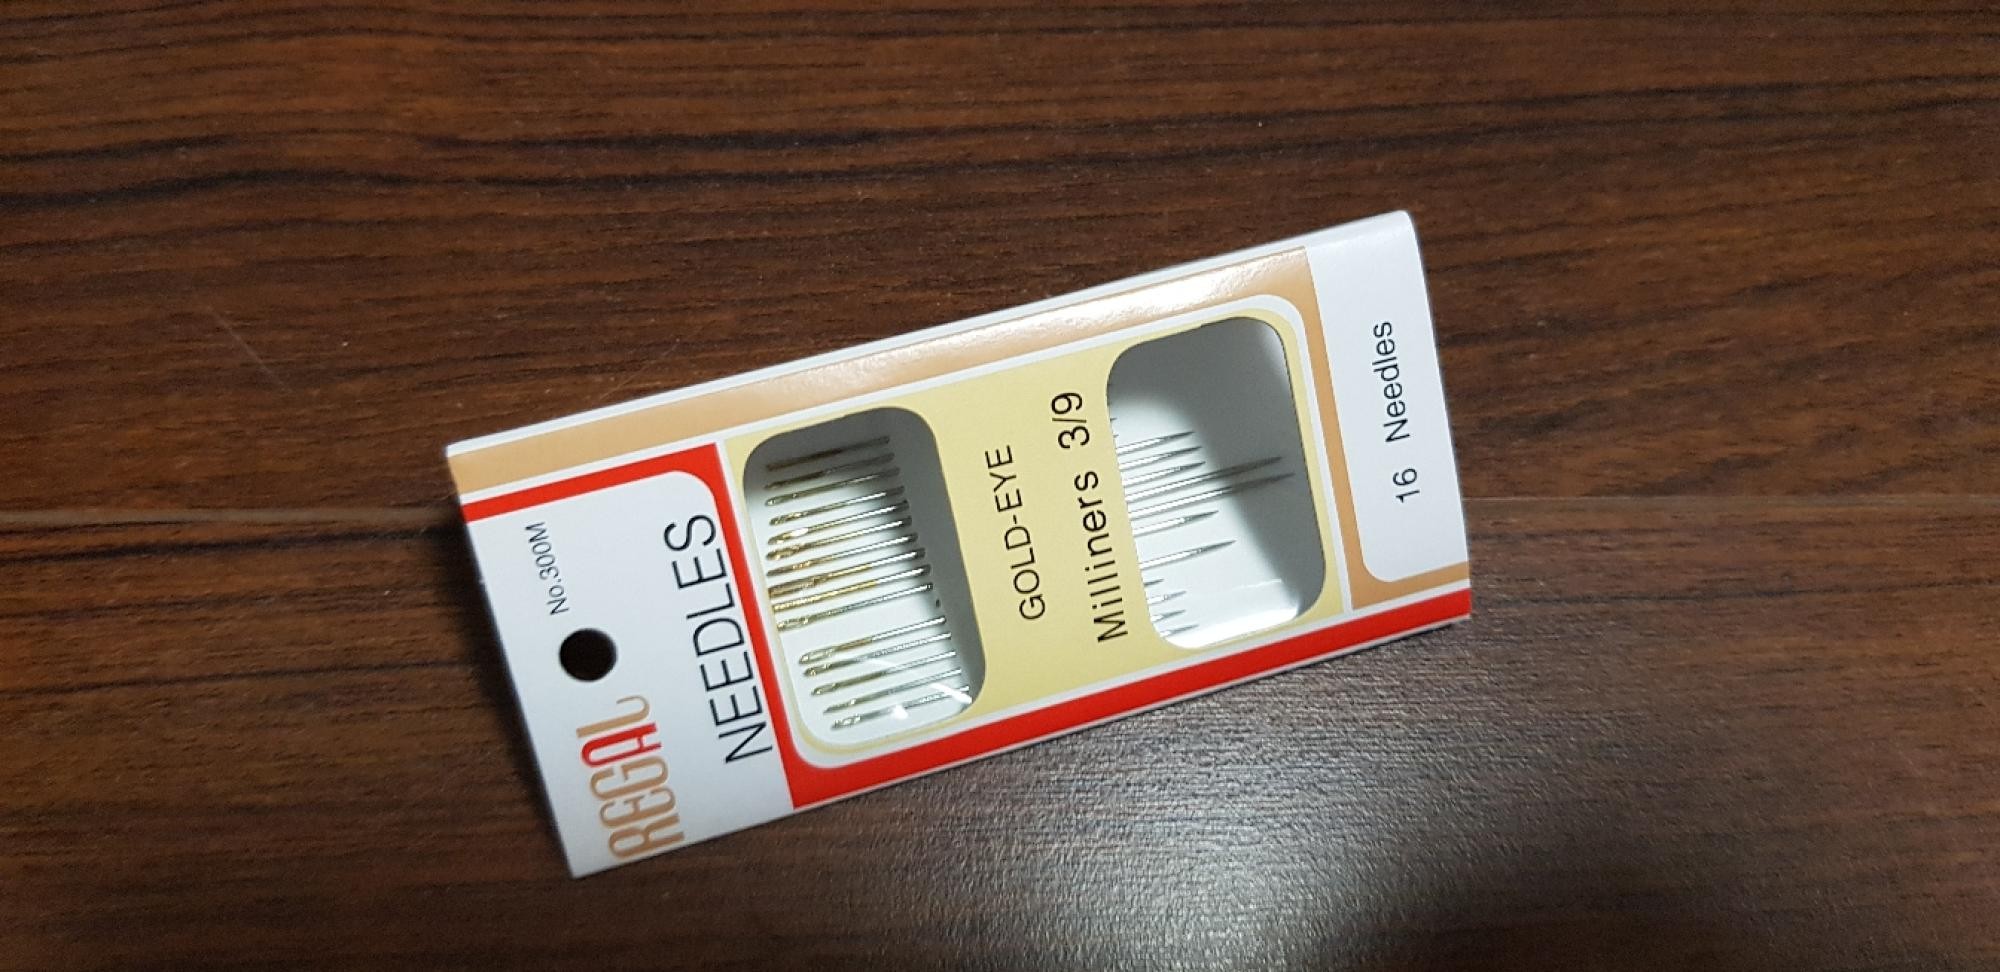 REGAL
No.300M
NEEDLES
GOLD-EYE
Milliners 3/9
16 Needles